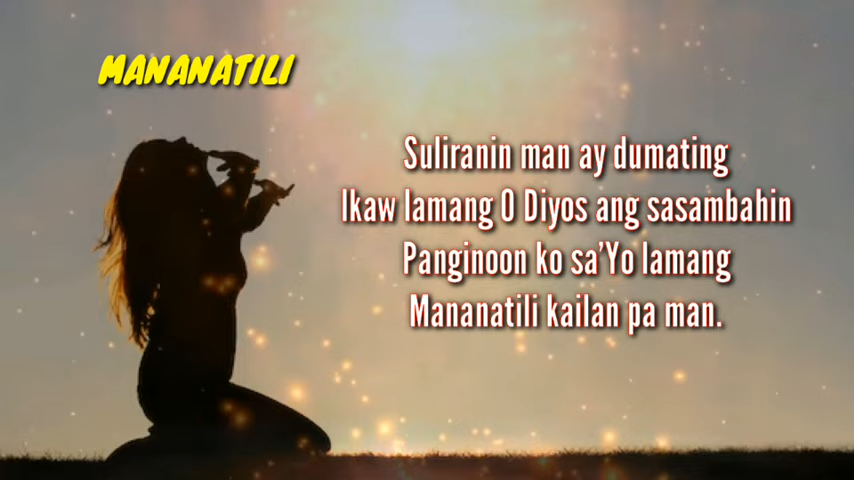 MANANATILI
Suliranin man ay dumating
Ikaw lamang O Diyos ang sasambahin
Panginoon ko sa'Yo lamang
Mananatili kailan pa man.